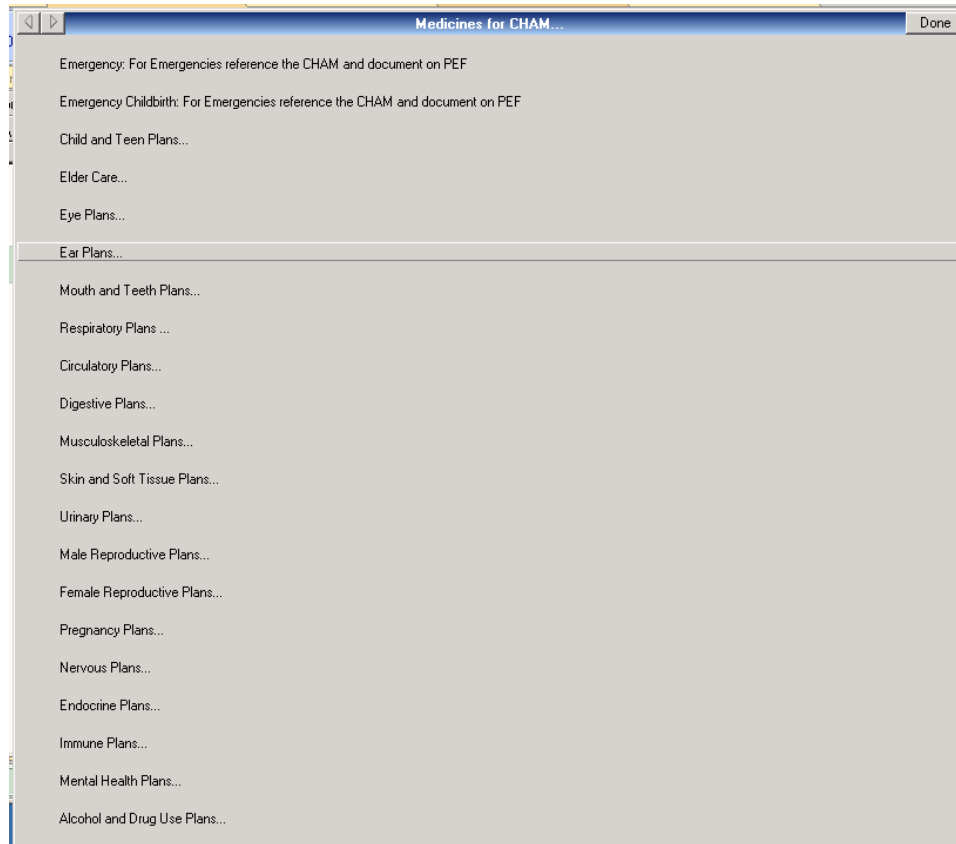 Medicines for CHAM...
Done
Emergency: For Emergencies reference the CHAM and document on PEF
Emergency Childbirth: For Emergencies reference the CHAM and document on PEF
Child and Teen Plans...
Elder Care...
Eye Plans...
Ear Plans...
Mouth and Teeth Plans...
Respiratory Plans ...
Circulatory Plans...
Digestive Plans...
Musculoskeletal Plans...
Skin and Soft Tissue Plans...
Urinary Plans...
Male Reproductive Plans...
Female Reproductive Plans...
Pregnancy Plans...
Nervous Plans...
Endocrine Plans...
Immune Plans...
Mental Health Plans...
Alcohol and Drug Use Plans...